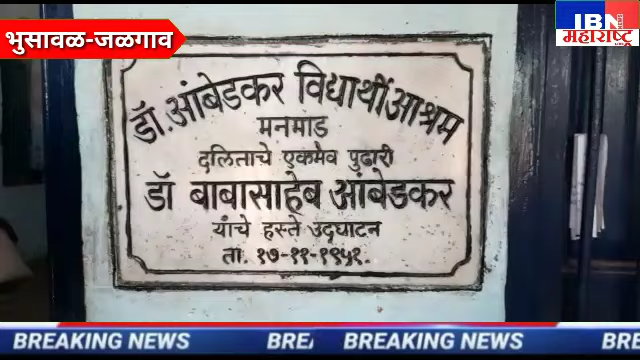 भुसावळ-जळगाव
IBN
महाराष्ट्र
डॉ. आंबेडकर विद्यार्थी आश्रम
मनमाड
दलिताचे एकमेव पुढारी
डॉ बाबासाहेब आंबेडकर
यांचे हस्ते उद्घाटन
ता. १७-११-१९५१.
BREAKING NEWS
BREAKING NEWS
BRE